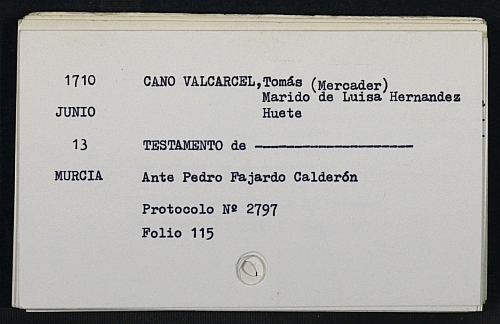 1710 CANO VALCARCEL,Tomás (Mercader)
Marido de Luisa Hernandez
JUNIO Huete
13 TESTAMENTO de --------------------
MURCIA Ante Pedro Fajardo Calderón
Protocolo Nº 2797
Folio 115